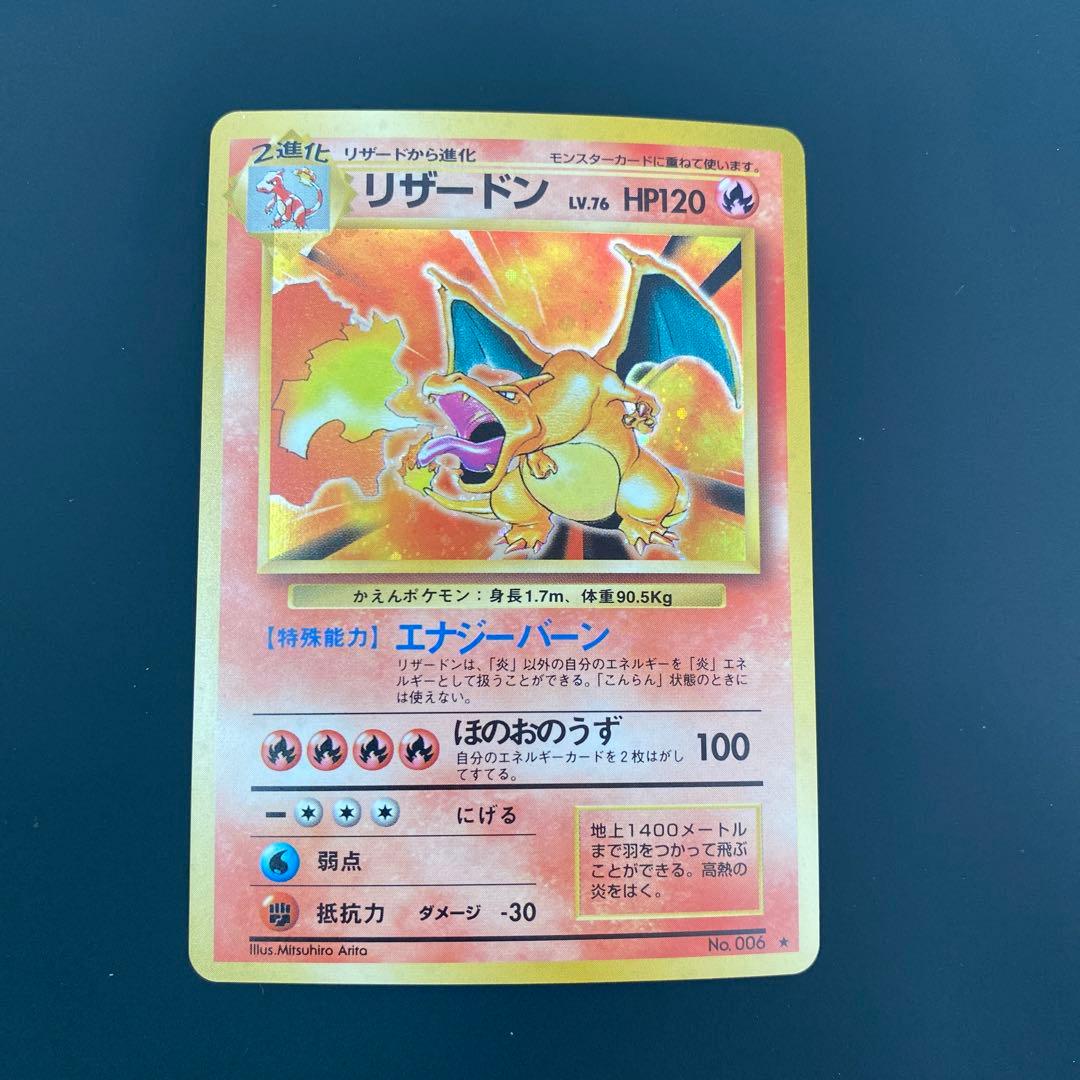 2進化 リザードから進化 モンスターカードに重ねて使います。
リザードン LV.76 HP120
かえんポケモン：身長1.7m、体重90.5Kg
【特殊能力】エナジーバーン
リザードンは、「炎」以外の自分のエネルギーを「炎」エネ
ルギーとして扱うことができる。「こんらん」状態のときに
は使えない。
ほのおのうず 100
自分のエネルギーカードを2枚はがし
てすてる。
にげる
弱点
抵抗力 ダメージ -30
地上1400メートル
まで羽をつかって飛ぶ
ことができる。高熱の
炎をはく。
Illus.Mitsuhiro Arita
No. 006 ★